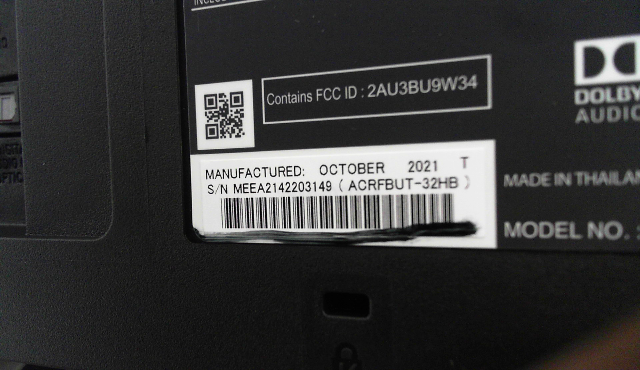 Contains FCC ID : 2AU3BU9W34
DOLBY
AUDIO
MANUFACTURED: OCTOBER 2021 T
S/N MEEA2142203149 ( ACRFBUT-32HB )
MADE IN THAILAN
MODEL NO. :